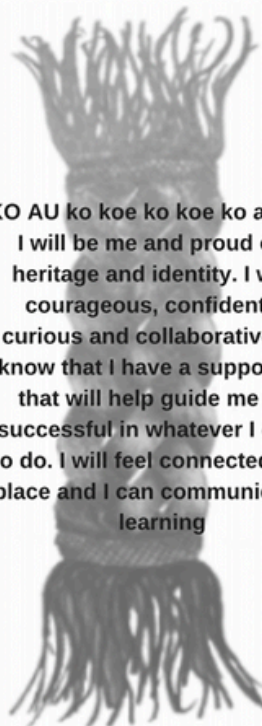 KO AU ko koe ko koe ko a
I will be me and proud
heritage and identity. I
courageous, confident
curious and collaborative
know that I have a
that will help guide me
successful in whatever I
o do. I will feel connected
place and I can
learning